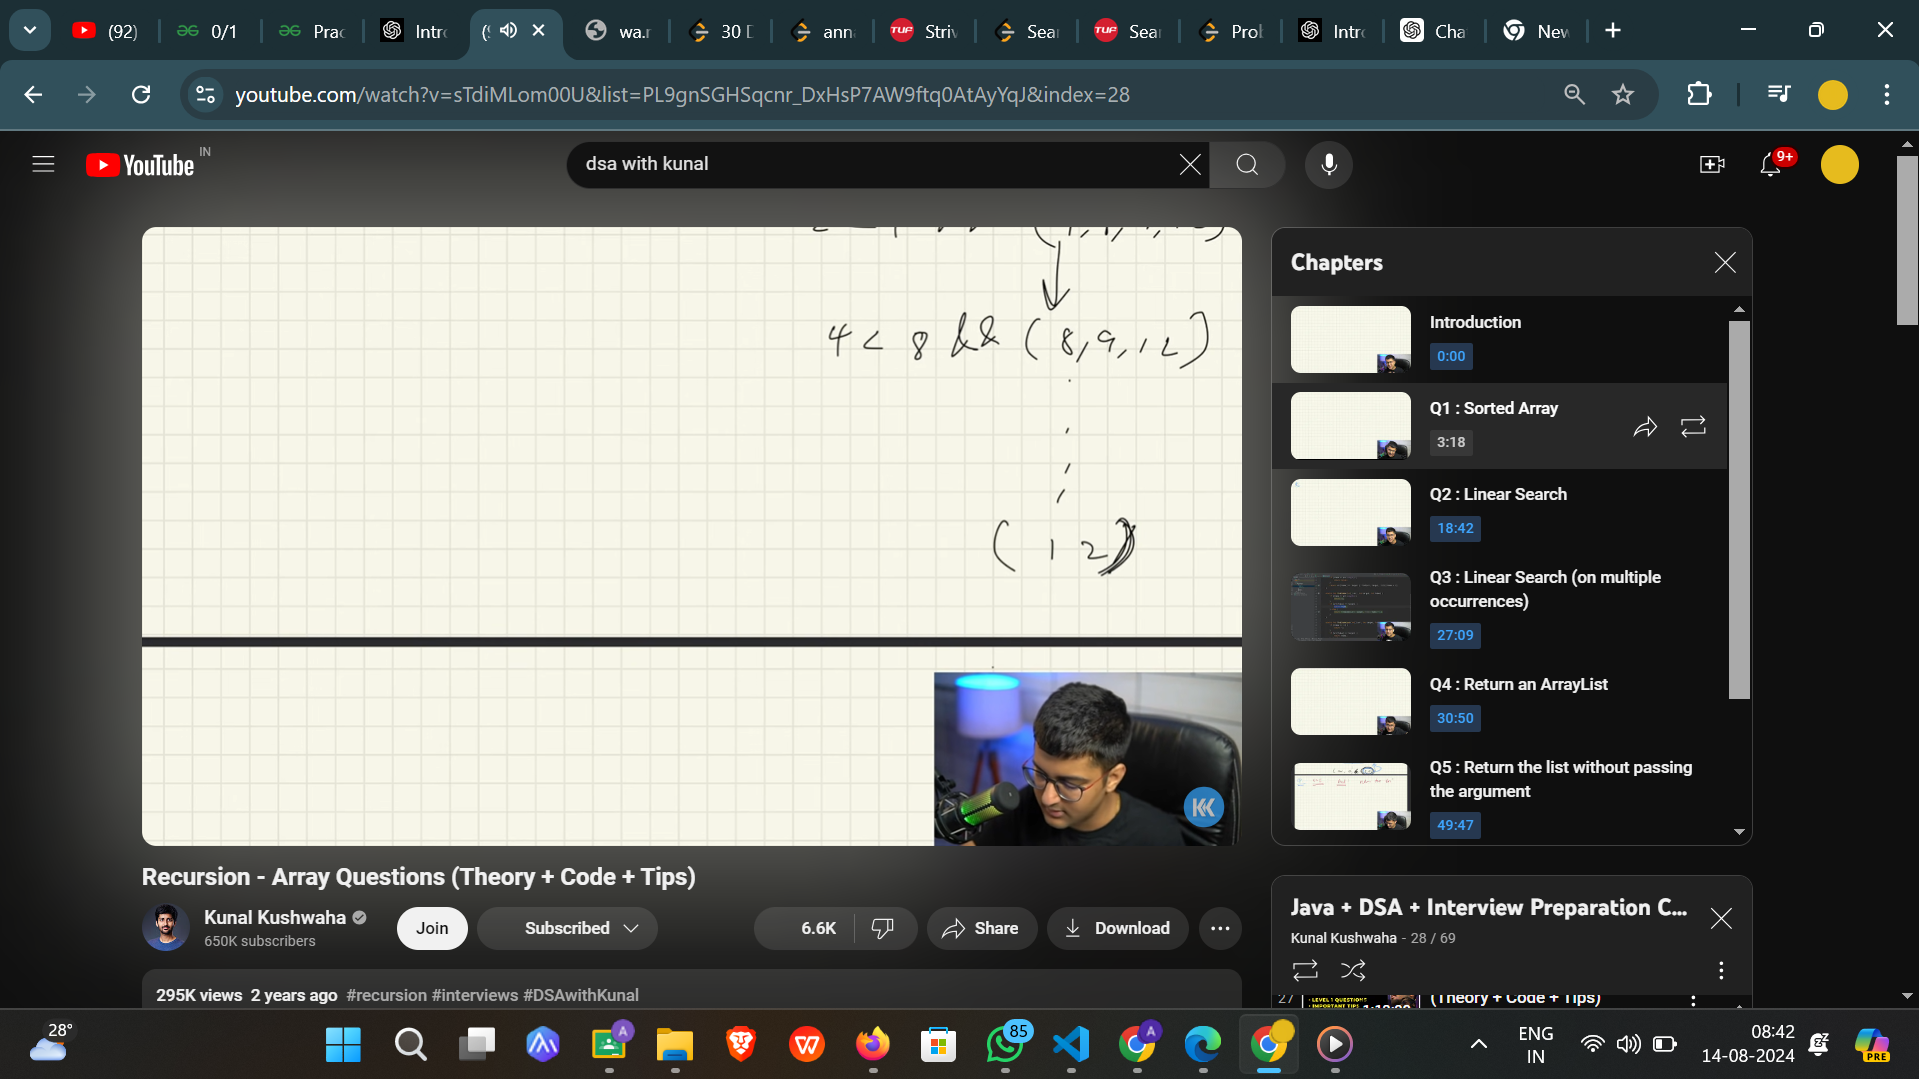 (92)
0/1
Prac
Intro
wa.r
30 D
ann
TUF
Striv
Sear
TUF
Sear
Prol
Intro
Cha
New
youtube.com/watch?v=sTdiMLom00U&list=PL9gnSGHSqcnr_DxHsP7AW9ftq0AtAyYqJ&index=28
YouTube IN
dsa with kunal
9+
4 < 8 && (8, 9, 12)
(12)
Chapters
Introduction
0:00
Q1 : Sorted Array
3:18
Q2 : Linear Search
18:42
Q3 : Linear Search (on multiple
occurrences)
27:09
Q4 : Return an ArrayList
30:50
Q5 : Return the list without passing
the argument
49:47
Recursion - Array Questions (Theory + Code + Tips)
Kunal Kushwaha
650K subscribers
Join
Subscribed
6.6K
Share
Download
295K views 2 years ago #recursion #interviews #DSAwithKunal
Java + DSA + Interview Preparation C...
Kunal Kushwaha - 28 / 69
27
(Theory + Code + Tips)
28°
A
85
A
ENG
IN
08:42
14-08-2024
PRE